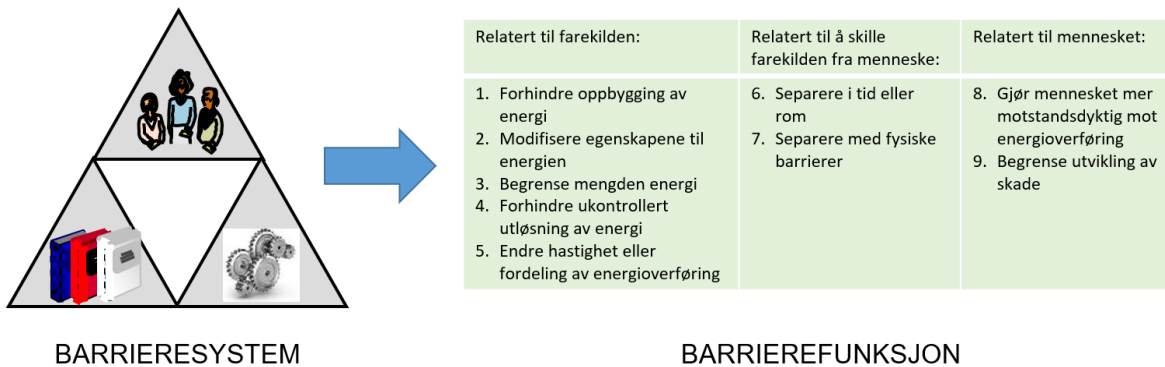 Relatert til farekilden:
Relatert til å skille
farekilden fra menneske:
Relatert til mennesket:
1. Forhindre oppbygging av
energi
2. Modifisere egenskapene til
energien
3. Begrense mengden energi
4. Forhindre ukontrollert
utløsning av energi
5. Endre hastighet eller
fordeling av energioverføring
6. Separere i tid eller
rom
7. Separere med fysiske
barrierer
8. Gjør mennesket mer
motstandsdyktig mot
energioverføring
9. Begrense utvikling av
skade
BARRIERESYSTEM
BARRIEREFUNKSJON